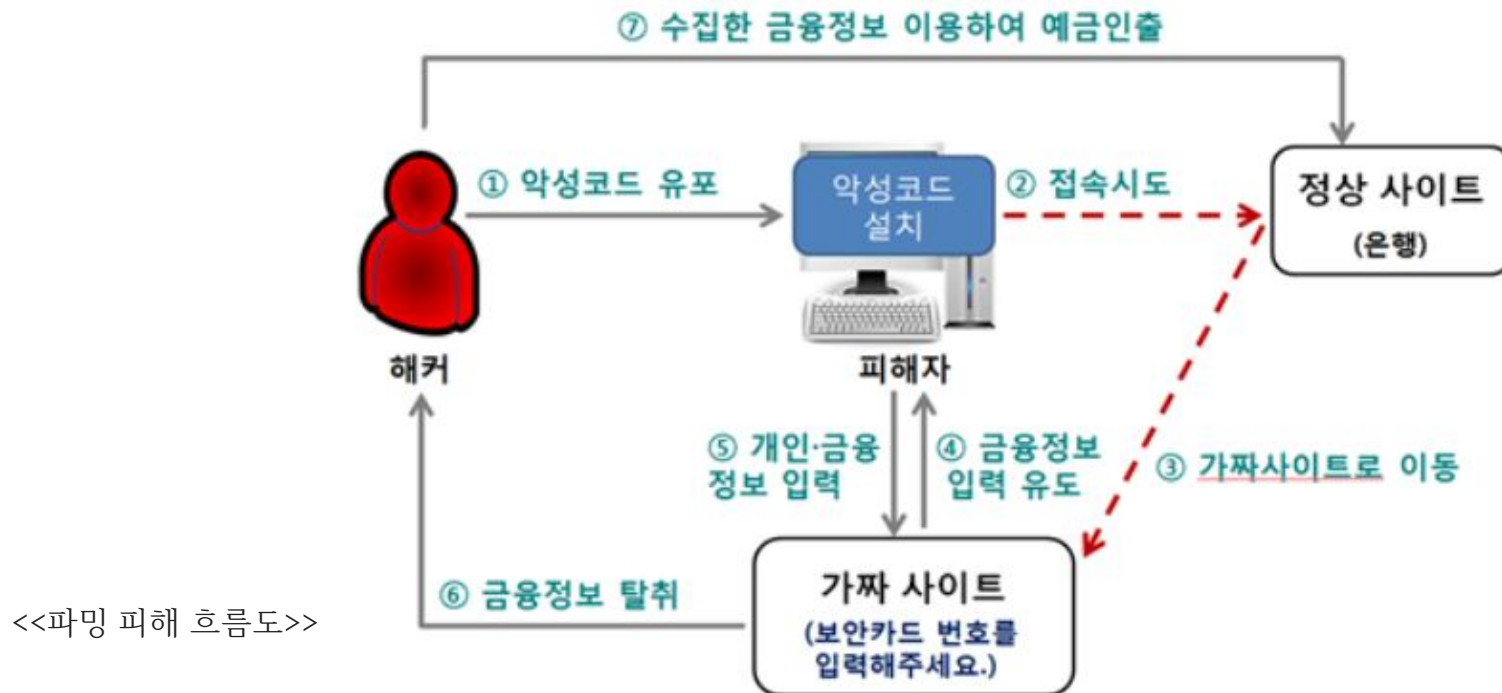 ⑦ 수집한 금융정보 이용하여 예금인출
① 악성코드 유포
악성코드
설치
② 접속시도
정상 사이트
(은행)
해커
피해자
⑤ 개인·금융
정보 입력
④ 금융정보
입력 유도
③ 가짜사이트로 이동
⑥ 금융정보 탈취
가짜 사이트
(보안카드 번호를
입력해주세요.)
<<파밍 피해 흐름도>>